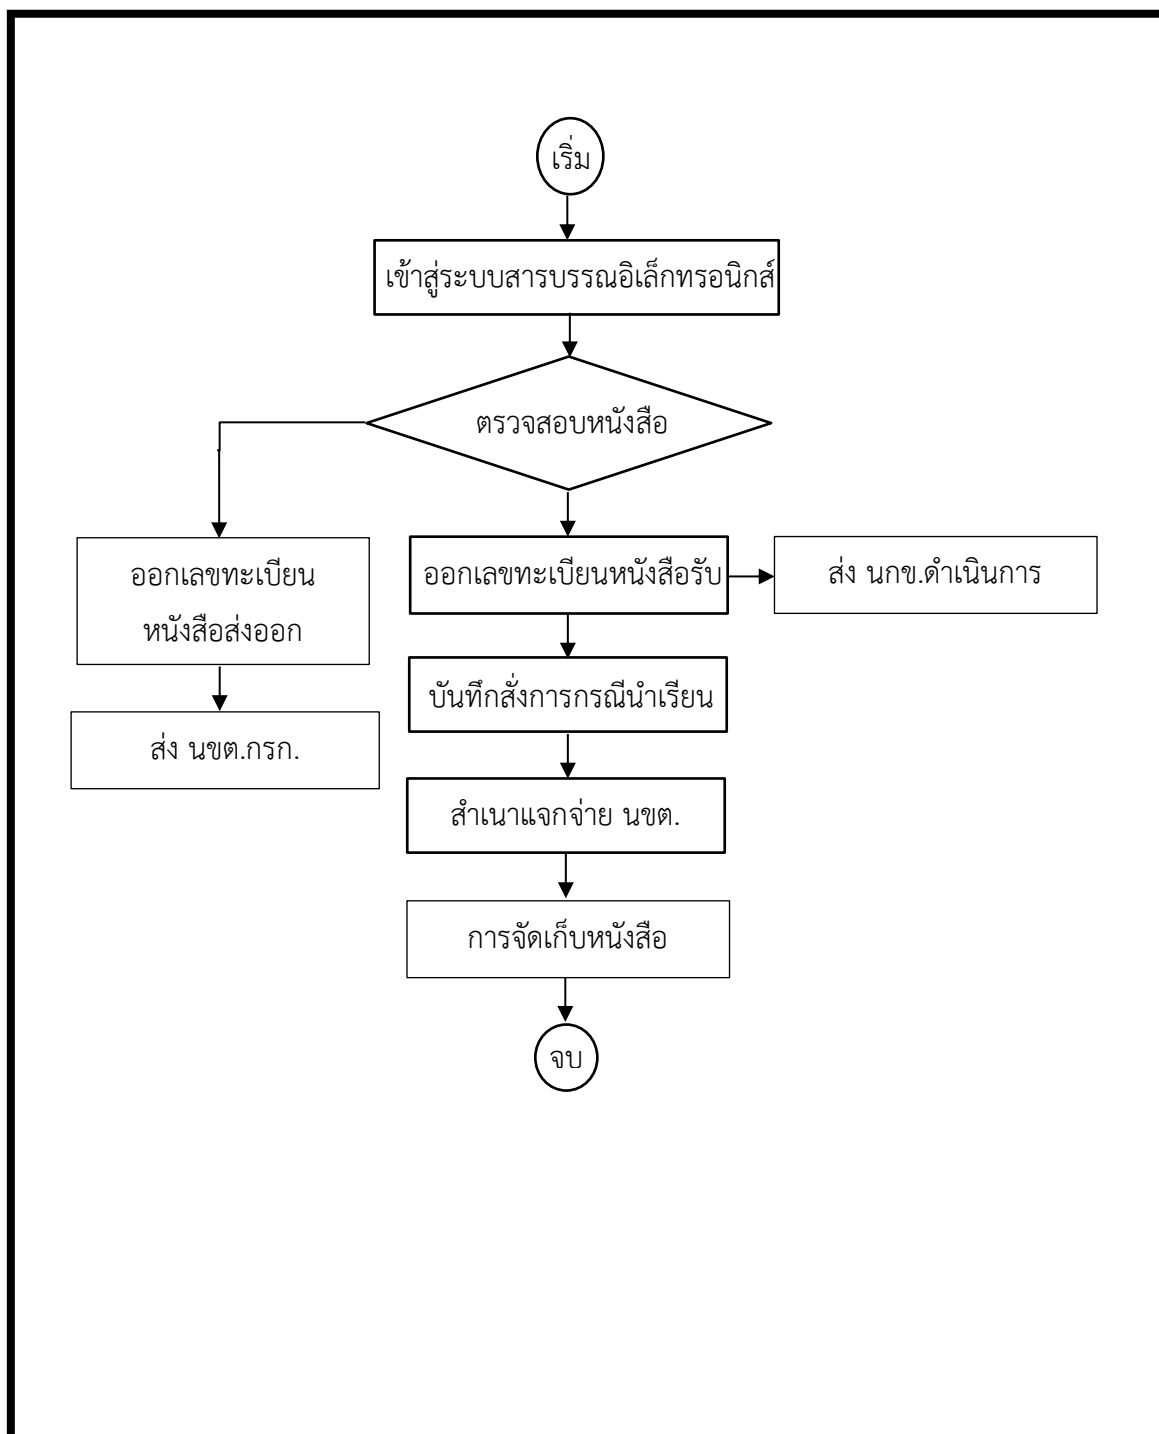 เริ่ม
เข้าสู่ระบบสารบรรณอิเล็กทรอนิกส์
ตรวจสอบหนังสือ
ออกเลขทะเบียน
หนังสือส่งออก
ออกเลขทะเบียนหนังสือรับ
ส่ง นกข.ดำเนินการ
บันทึกสั่งการกรณีนำเรียน
ส่ง นขต.กรก.
สำเนาแจกจ่าย นขต.
การจัดเก็บหนังสือ
จบ